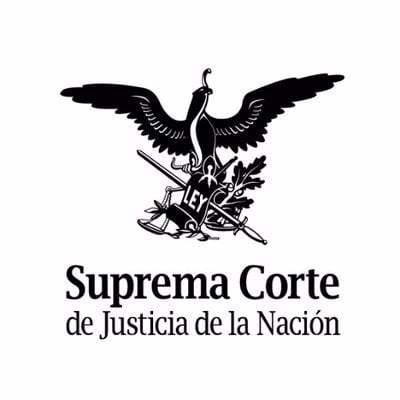 LEY
Suprema Corte
de Justicia de la Nación